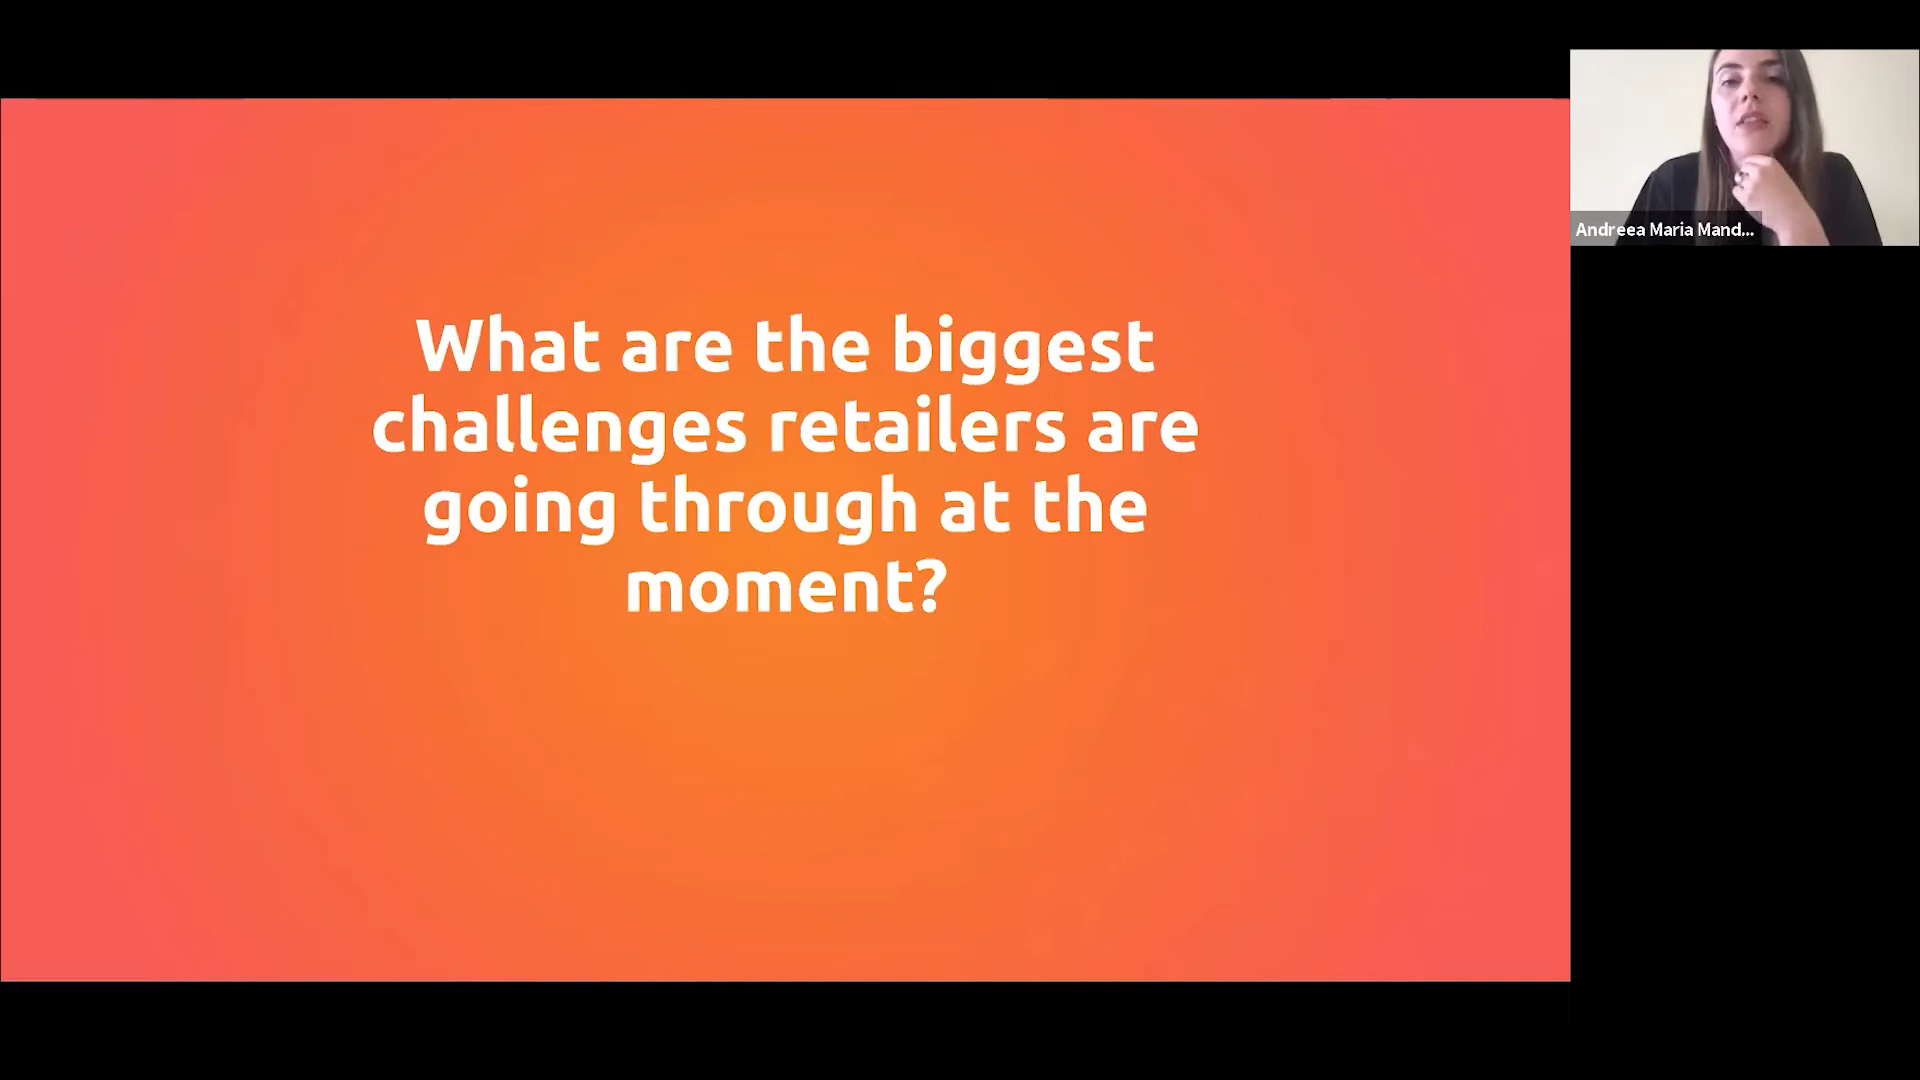 What are the biggest
challenges retailers are
going through at the
moment?
Andreea Maria Mand...